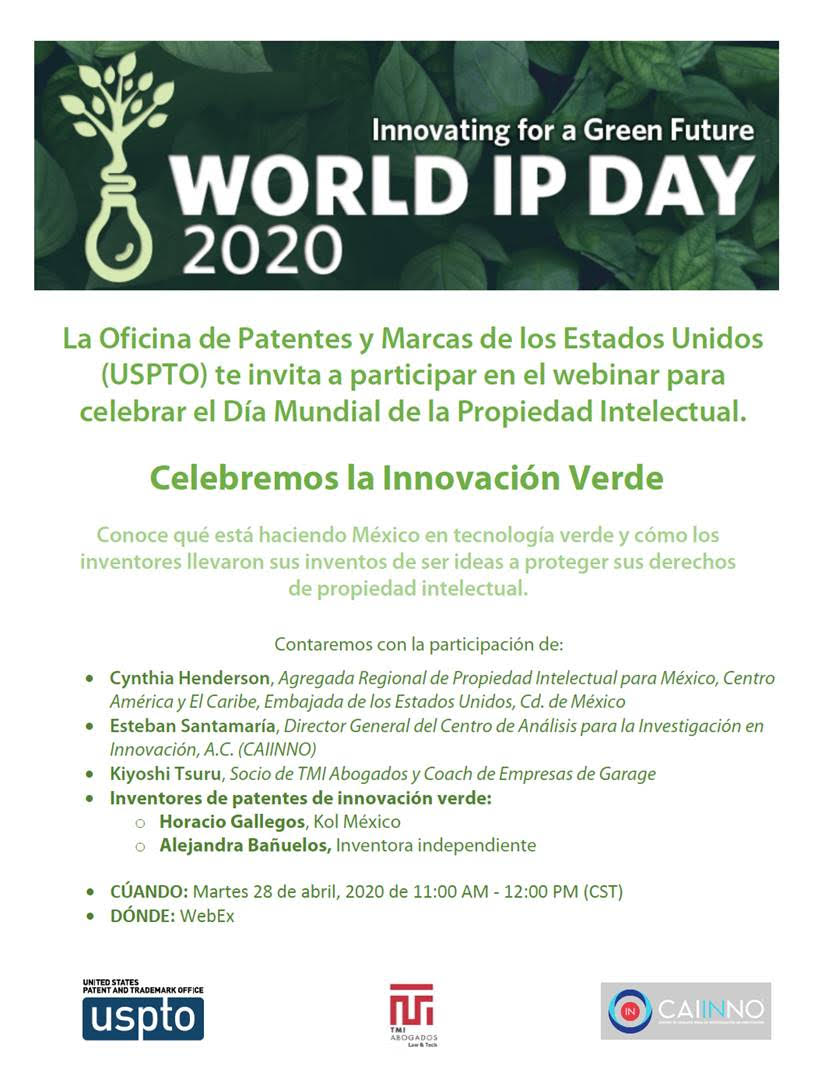 Innovating for a Green Future
WORLD IP DAY
2020
La Oficina de Patentes y Marcas de los Estados Unidos
(USPTO) te invita a participar en el webinar para
celebrar el Día Mundial de la Propiedad Intelectual.
Celebremos la Innovación Verde
Conoce qué está haciendo México en tecnología verde y cómo los
inventores llevaron sus inventos de ser ideas a proteger sus derechos
de propiedad intelectual.
Contaremos con la participación de:
• Cynthia Henderson, Agregada Regional de Propiedad Intelectual para México, Centro
América y El Caribe, Embajada de los Estados Unidos, Cd. de México
• Esteban Santamaría, Director General del Centro de Análisis para la Investigación en
Innovación, A.C. (CAIINNO)
• Kiyoshi Tsuru, Socio de TMI Abogados y Coach de Empresas de Garage
• Inventores de patentes de innovación verde:
o Horacio Gallegos, Kol México
o Alejandra Bañuelos, Inventora independiente
• CÚANDO: Martes 28 de abril, 2020 de 11:00 AM - 12:00 PM (CST)
• DÓNDE: WebEx
UNITED STATES
PATENT AND TRADEMARK OFFICE
uspto
TMI
ABOGADOS
Law & Tech
IN
CAIINNO